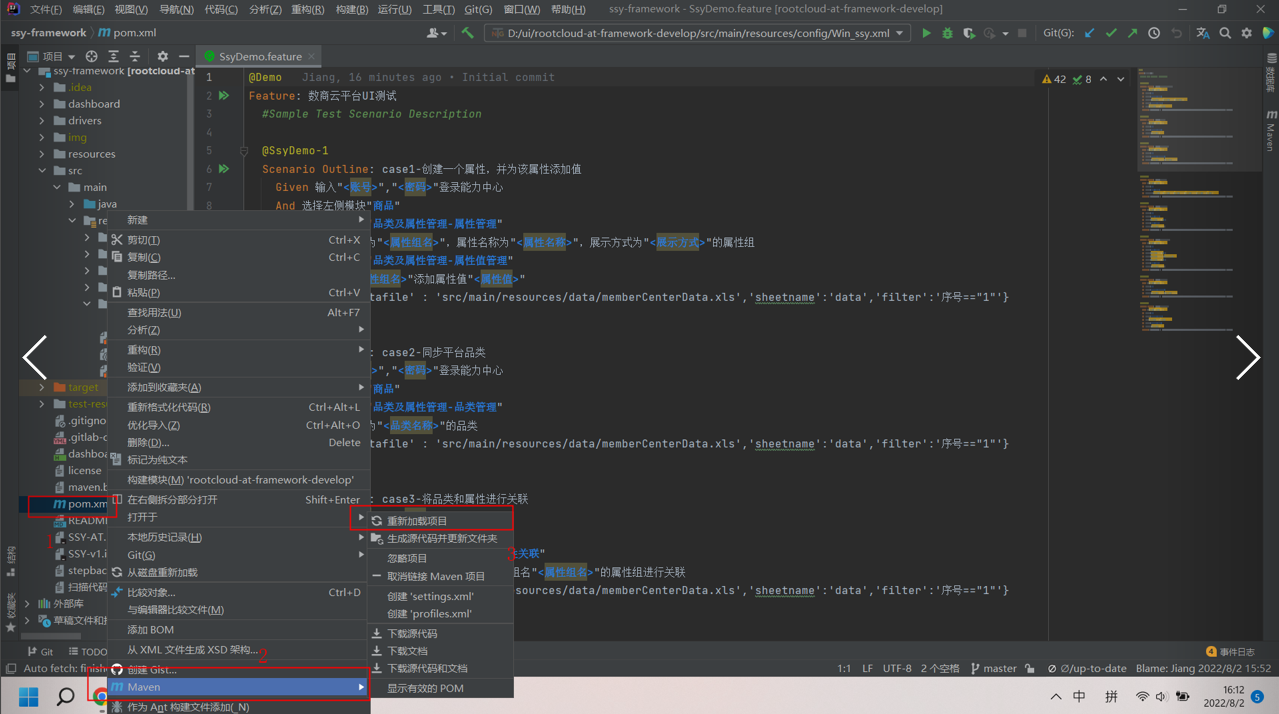 文件(F) 编辑(E) 视图(V) 导航(N) 代码(C) 分析(Z) 重构(R) 构建(B) 运行(U) 工具(T) Git(G) 窗口(W) 帮助(H) ssy-framework - SsyDemo.feature [rootcloud-at-framework-develop]
ssy-framework pom.xml D:/ui/rootcloud-at-framework-develop/src/main/resources/config/Win_ssy.xml Git(G):
项目 SsyDemo.feature
ssy-framework [rootcloud-at
.idea
dashboard
drivers
img
resources
src
main
java
re
target
test-res
.gitigno
.gitlab-c
dashboa
license
maven.b
pom.xm
README
SSY-AT.
SSY-v1.i
stepbac
扫描代码
外部库
草稿文件和
1 @Demo Jiang, 16 minutes ago • Initial commit
42 8
2 Feature: 数商云平台UI测试
3 #Sample Test Scenario Description
4
5 @SsyDemo-1
6 Scenario Outline: case1-创建一个属性，并为该属性添加值
7 Given 输入"<账号>","<密码>"登录能力中心
8 And 选择左侧模块"商品"
品类及属性管理-属性管理"
为"<属性组名>"，属性名称为"<属性名称>"，展示方式为"<展示方式>"的属性组
品类及属性管理-属性值管理"
性组名>"添加属性值"<属性值>"
tafile' : 'src/main/resources/data/memberCenterData.xls','sheetname':'data','filter':'序号=="1"'}
: case2-同步平台品类
>","<密码>"登录能力中心
商品"
品类及属性管理-品类管理"
为"<品类名称>"的品类
tafile' : 'src/main/resources/data/memberCenterData.xls','sheetname':'data','filter':'序号=="1"'}
: case3-将品类和属性进行关联
关联"
组名"<属性组名>"的属性组进行关联
sources/data/memberCenterData.xls','sheetname':'data','filter':'序号=="1"'}
新建
剪切(T) Ctrl+X
复制(C) Ctrl+C
复制路径...
粘贴(P) Ctrl+V
查找用法(U) Alt+F7
分析(Z)
重构(R)
验证(V)
添加到收藏夹(A)
重新格式化代码(R) Ctrl+Alt+L
优化导入(Z) Ctrl+Alt+O
删除(D)... Delete
标记为纯文本
构建模块(M) 'rootcloud-at-framework-develop'
在右侧拆分部分打开 Shift+Enter
打开于
本地历史记录(H)
Git(G)
从磁盘重新加载
比较对象... Ctrl+D
与编辑器比较文件(M)
添加 BOM
从 XML 文件生成 XSD 架构...
创建 Gist...
Maven
作为 Ant 构建文件添加(_N)
重新加载项目
生成源代码并更新文件夹
忽略项目
取消链接 Maven 项目
创建 'settings.xml'
创建 'profiles.xml'
下载源代码
下载文档
下载源代码和文档
显示有效的 POM
1
2
3
项目
结构
收藏夹
数据库
Maven
Git TODO
4 事件日志
Auto fetch: finishe
1:1 LF UTF-8 2 个空格 master ∅/up-to-date Blame: Jiang 2022/8/2 15:52
中 拼 16:12
2022/8/2 5